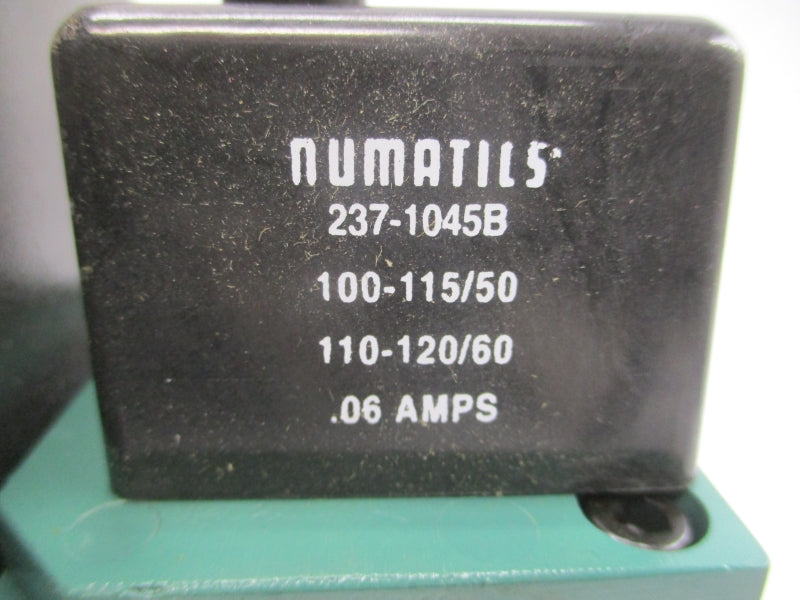 NUMATICS
237-1045B
100-115/50
110-120/60
.06 AMPS